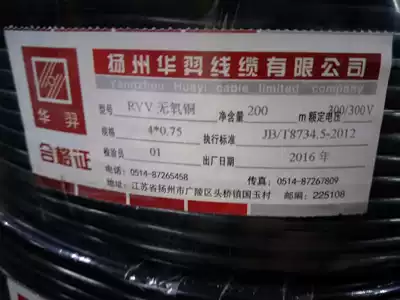 扬州华羿线缆有限公司
Yangzhou Huayi cable limited company
华羿
合格证
型号 RVV 无氧铜 净含量 200 m 额定电压 300/300V
规格 4*0.75 执行标准 JB/T8734.5-2012
检验员 01 出厂日期 2016年
电话：0514-87265458 传真：0514-87267809
地址：江苏省扬州市广陵区头桥镇国玉村 邮编：225108